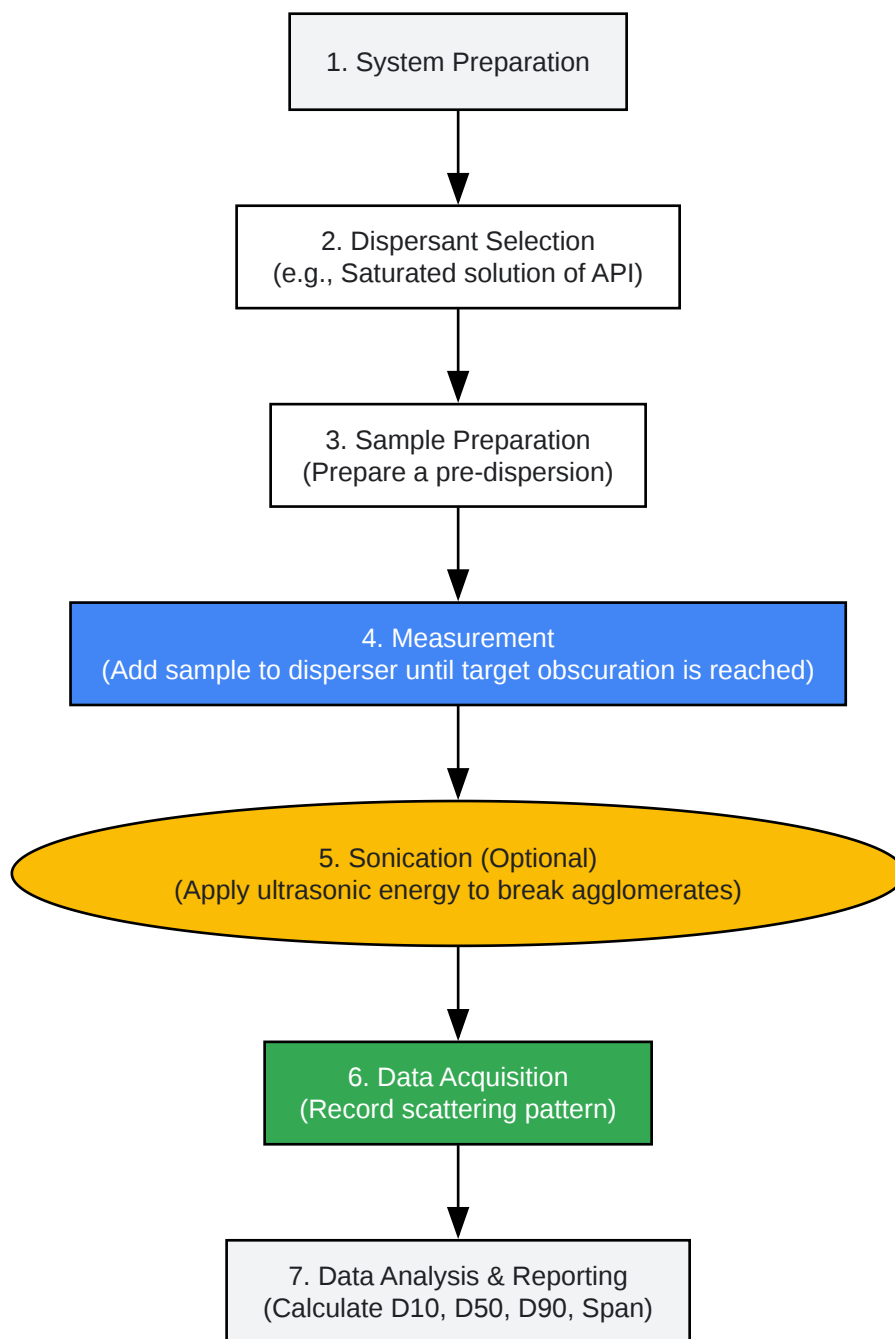 1. System Preparation
2. Dispersant Selection
(e.g., Saturated solution of API)
3. Sample Preparation
(Prepare a pre-dispersion)
4. Measurement
(Add sample to disperser until target obscuration is reached)
5. Sonication (Optional)
(Apply ultrasonic energy to break agglomerates)
6. Data Acquisition
(Record scattering pattern)
7. Data Analysis & Reporting
(Calculate D10, D50, D90, Span)